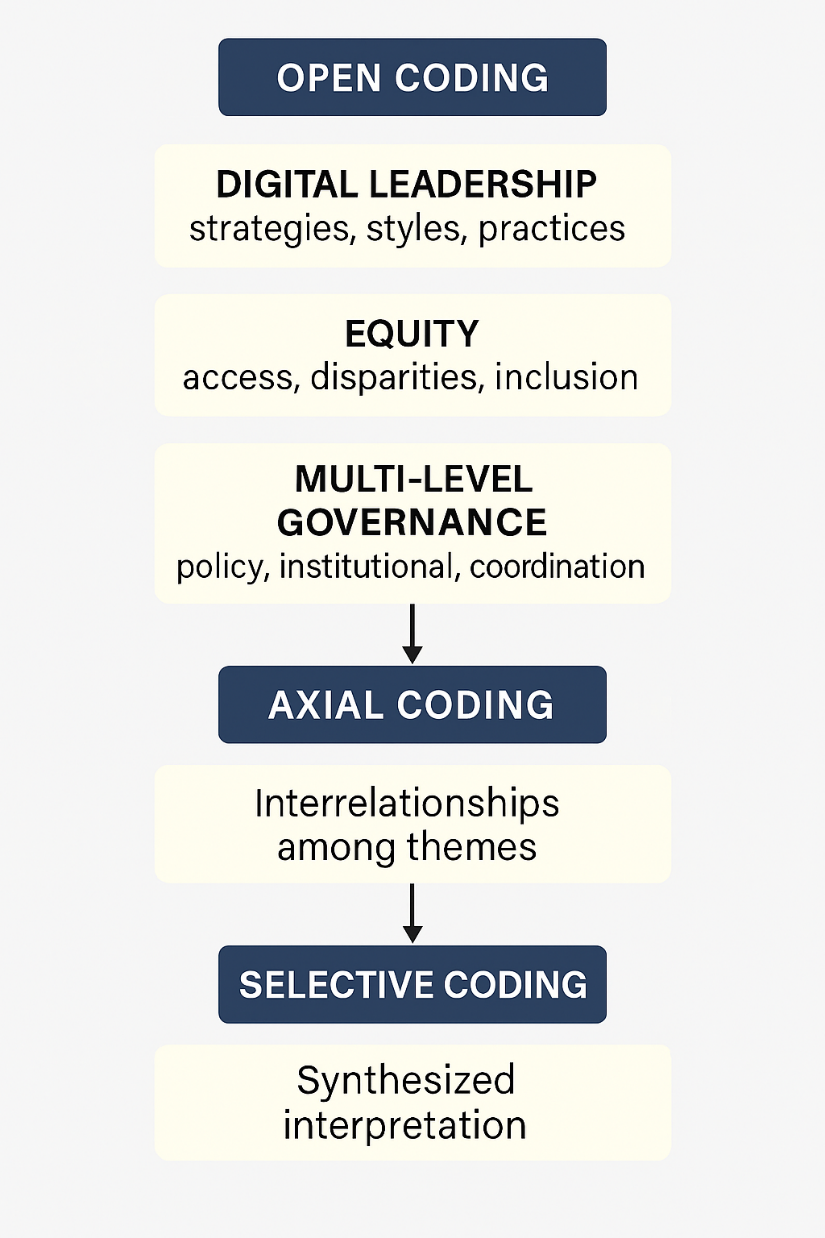 OPEN CODING
DIGITAL LEADERSHIP
strategies, styles, practices
EQUITY
access, disparities, inclusion
MULTI-LEVEL
GOVERNANCE
policy, institutional, coordination
AXIAL CODING
Interrelationships
among themes
SELECTIVE CODING
Synthesized
interpretation